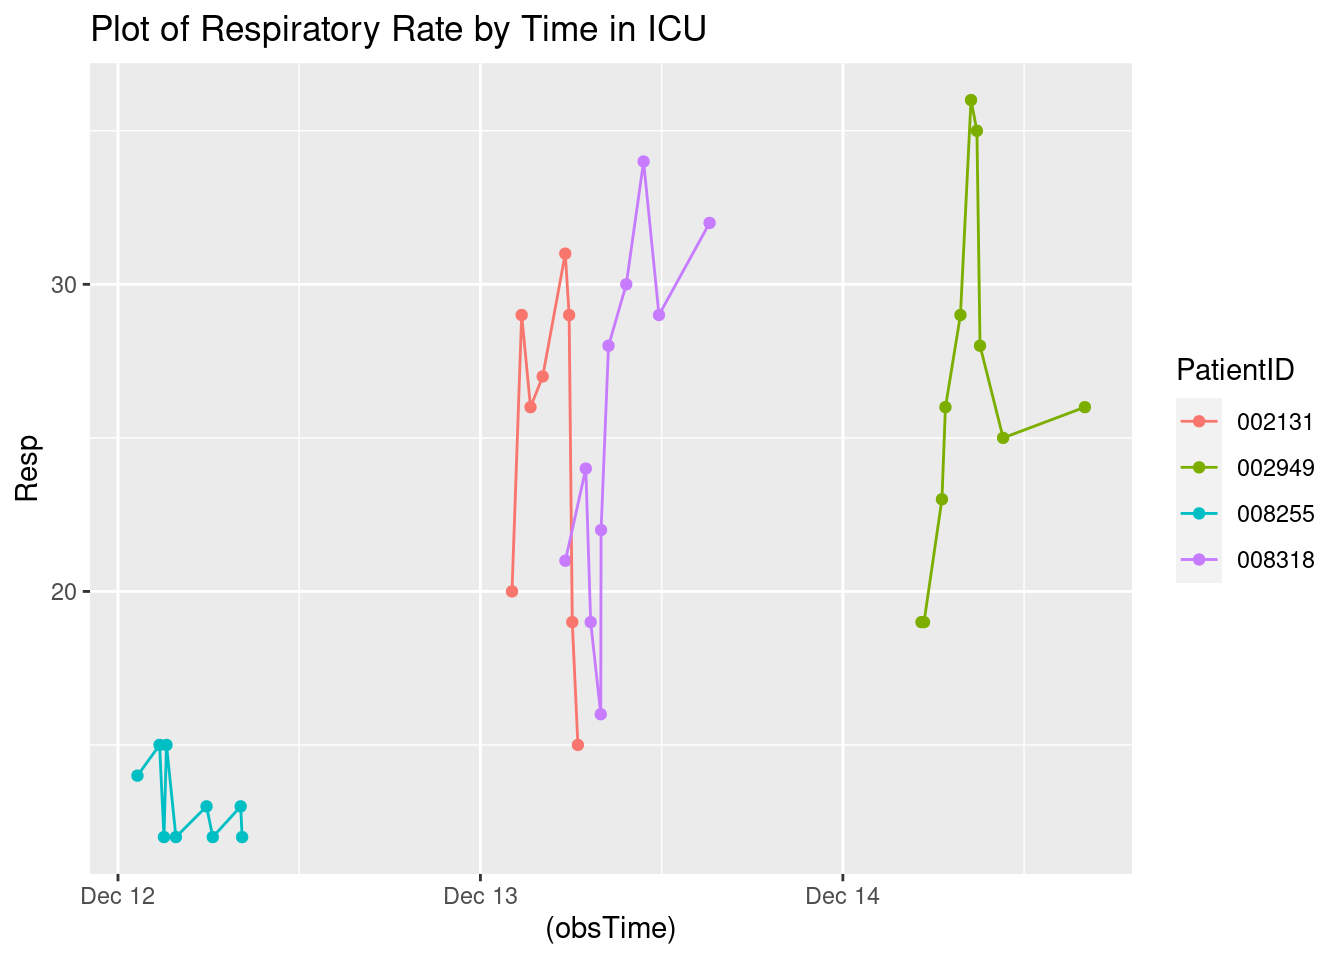 Plot of Respiratory Rate by Time in ICU
Resp
30
20
Dec 12
Dec 13
Dec 14
(obsTime)
PatientID
002131
002949
008255
008318